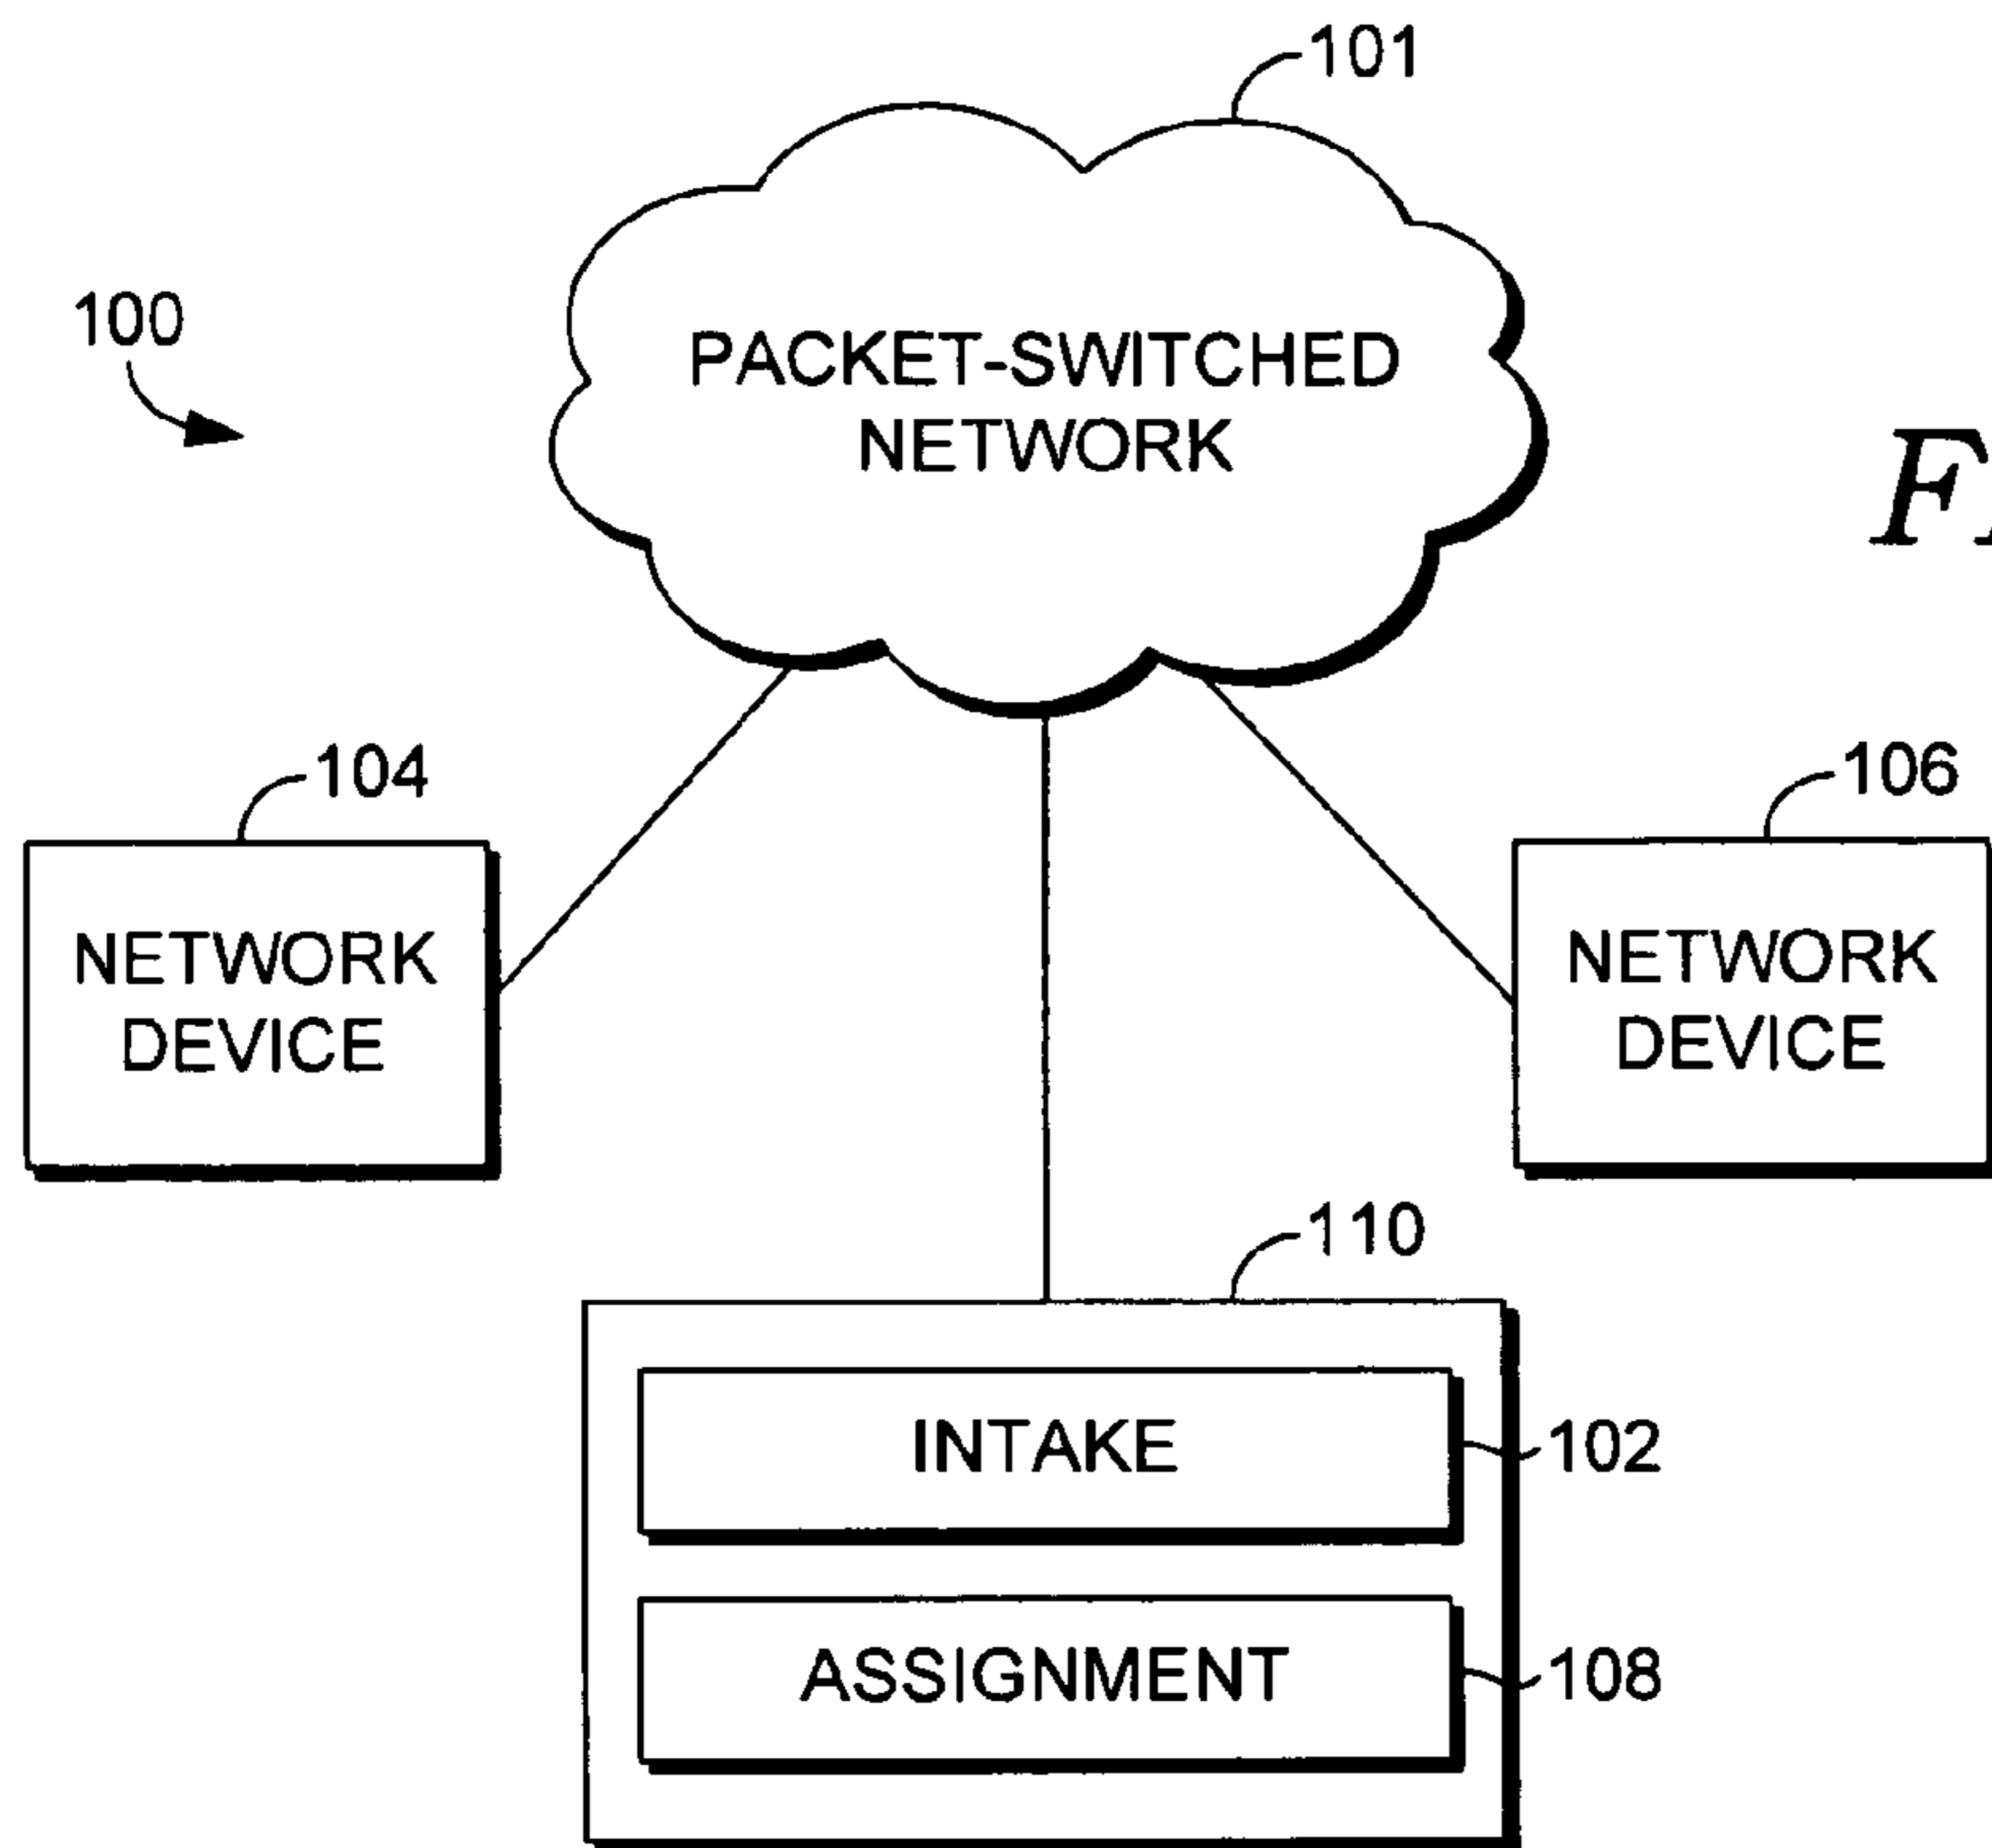 101
100
PACKET-SWITCHED
NETWORK
104
106
NETWORK
DEVICE
NETWORK
DEVICE
110
INTAKE
102
ASSIGNMENT
108